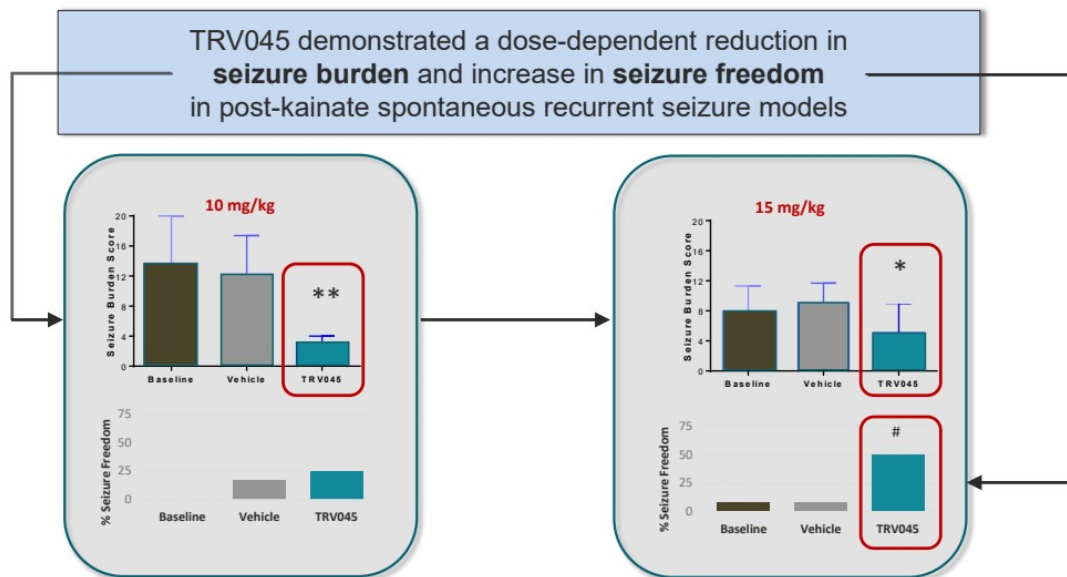 TRV045 demonstrated a dose-dependent reduction in
seizure burden and increase in seizure freedom
in post-kainate spontaneous recurrent seizure models
10 mg/kg
Seizure Burden Score
20
16
12
8
4
0
**
Baseline Vehicle TRV045
% Seizure Freedom
75
50
25
0
Baseline Vehicle TRV045
15 mg/kg
Seizure Burden Score
20
16
12
8
4
0
*
Baseline Vehicle TRV045
% Seizure Freedom
75
50
25
0
#
Baseline Vehicle TRV045